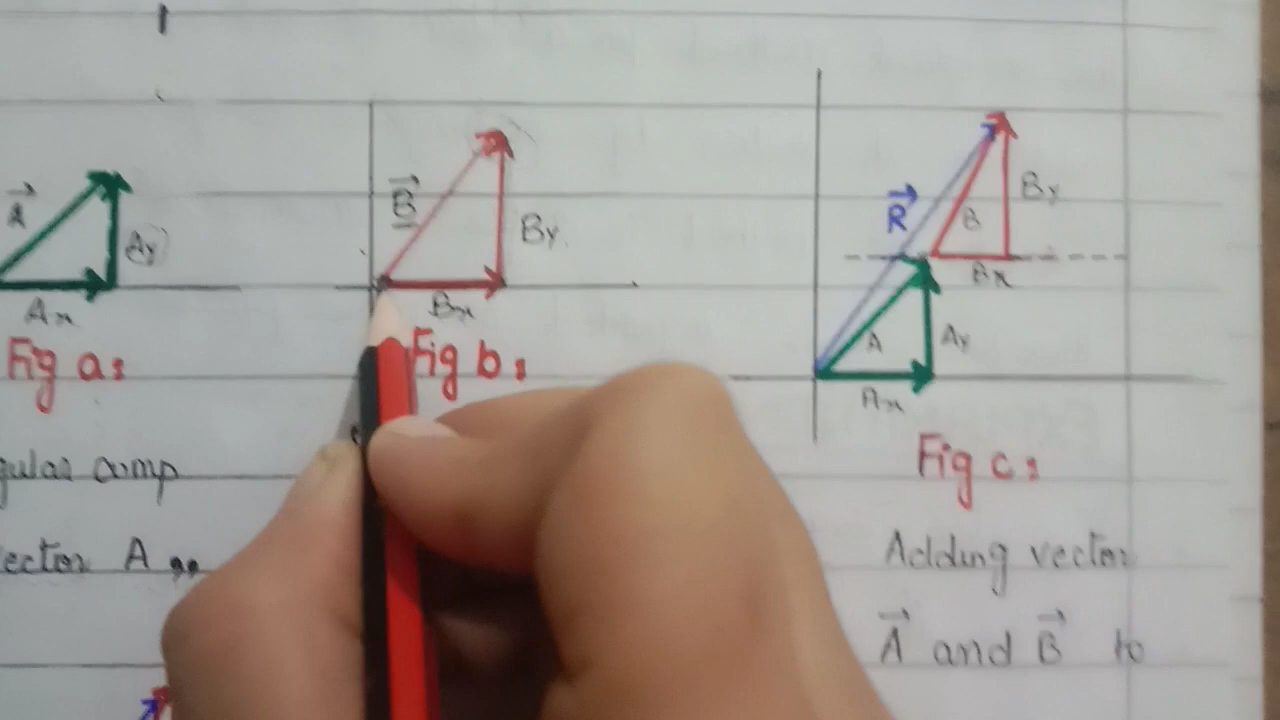 A
Ay
Ax
Fig a:
gular comp
ector A ,,
B
By
Bx
Fig b:
R
B
By
Bx
A
Ay
Ax
Fig c:
Adding vector
A and B to